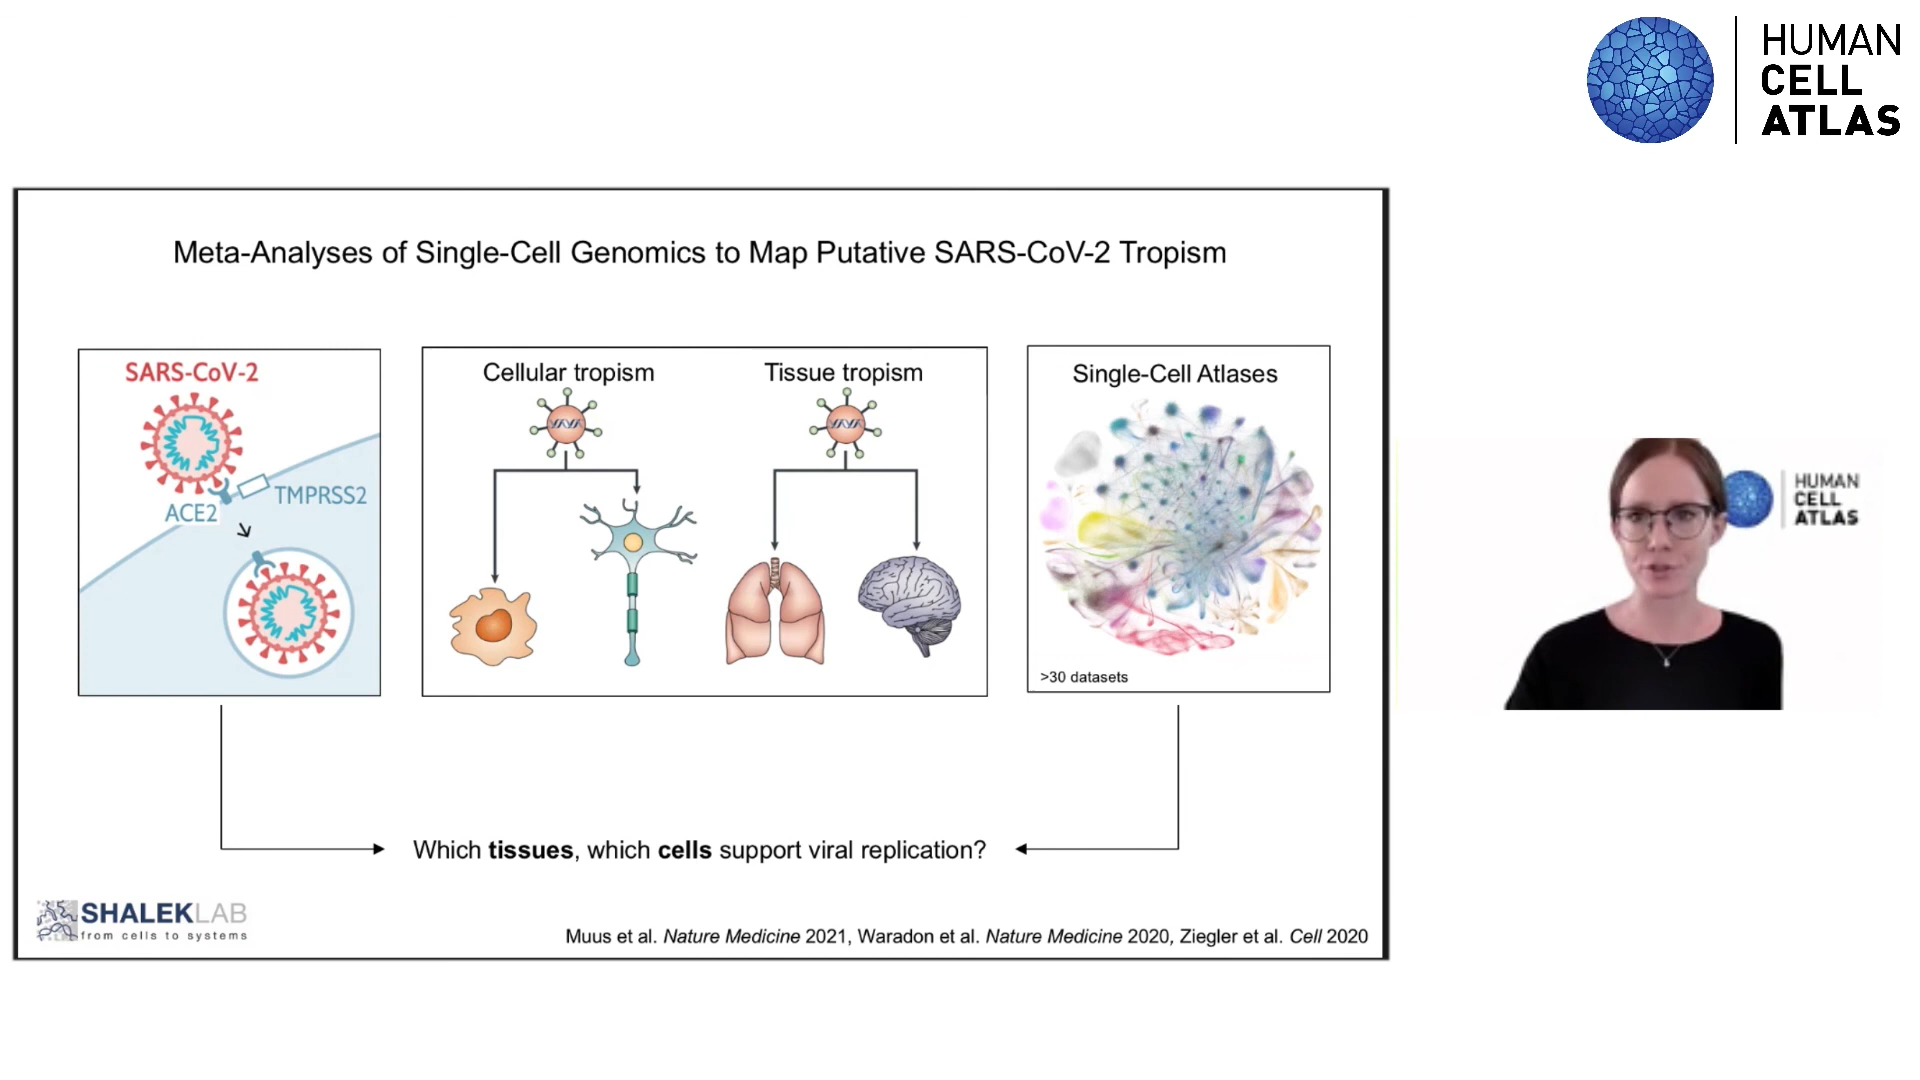 HUMAN
CELL
ATLAS
Meta-Analyses of Single-Cell Genomics to Map Putative SARS-CoV-2 Tropism
SARS-CoV-2
ACE2
TMPRSS2
Cellular tropism
Tissue tropism
Single-Cell Atlases
>30 datasets
Which tissues, which cells support viral replication?
SHALEKLAB
from cells to systems
Muus et al. Nature Medicine 2021, Waradon et al. Nature Medicine 2020, Ziegler et al. Cell 2020
HUMAN
CELL
ATLAS